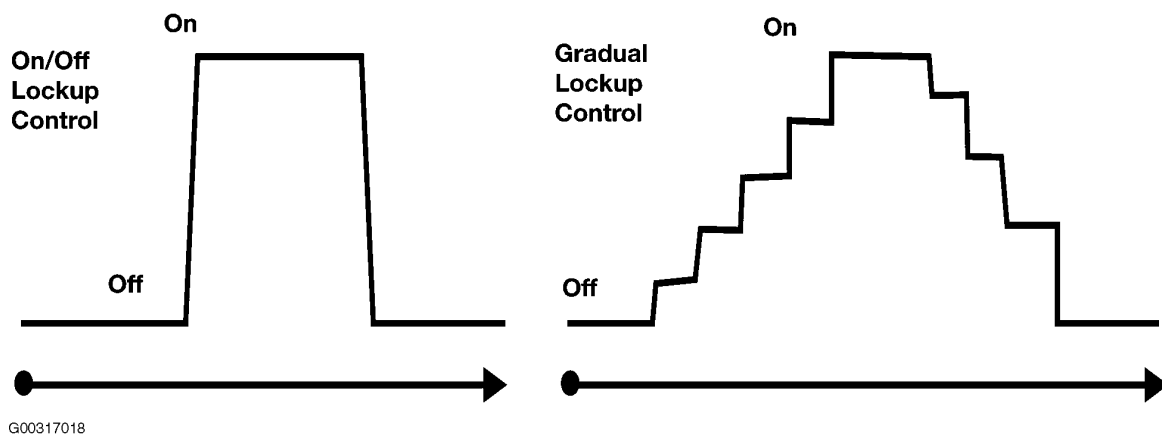 On
On/Off
Lockup
Control
Off
On
Gradual
Lockup
Control
Off
G00317018